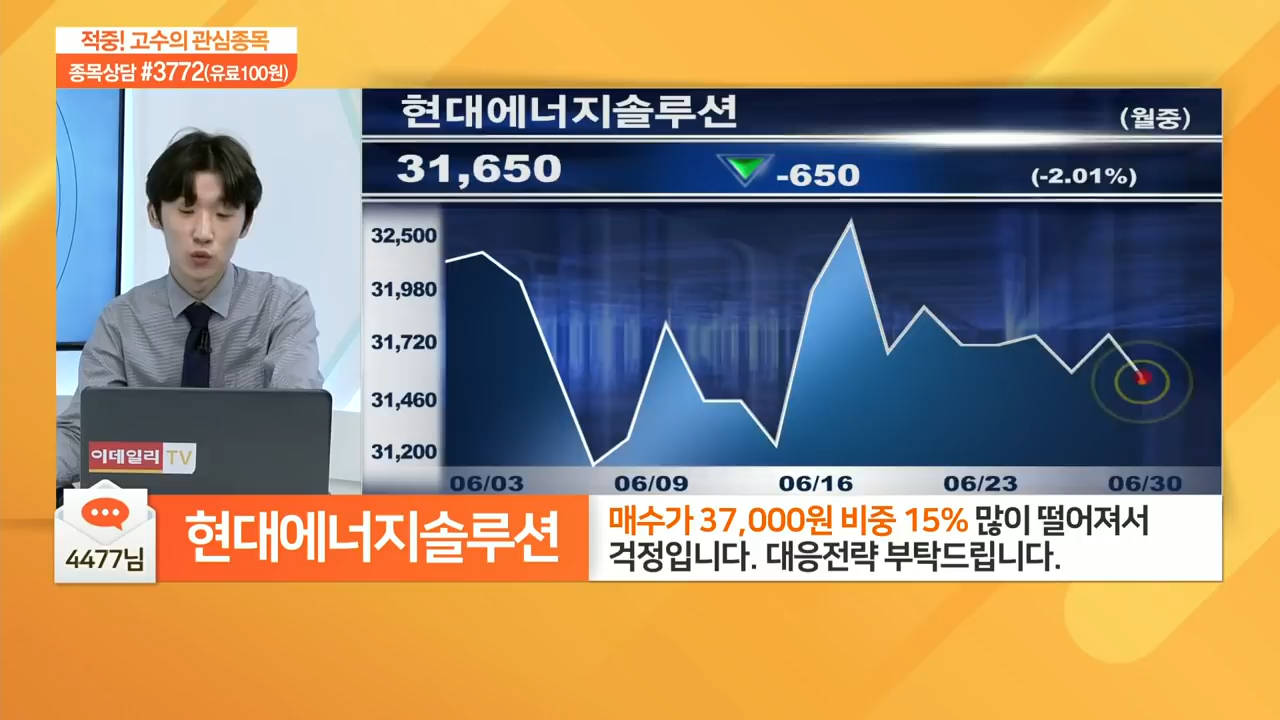 적중! 고수의 관심종목
종목상담 #3772(유료100원)
현대에너지솔루션
(월중)
31,650
-650
(-2.01%)
32,500
31,980
31,720
31,460
31,200
06/03
06/09
06/16
06/23
06/30
이데일리 TV
4477님
현대에너지솔루션
매수가 37,000원 비중 15% 많이 떨어져서
걱정입니다. 대응전략 부탁드립니다.